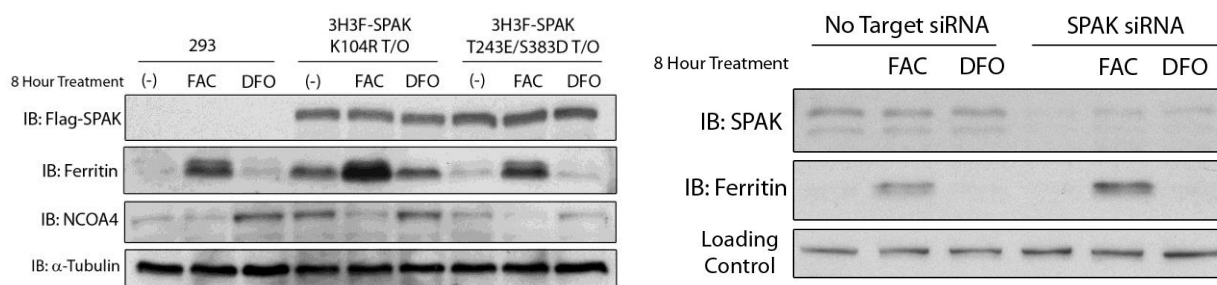 293
3H3F-SPAK
K104R T/O
3H3F-SPAK
T243E/S383D T/O
8 Hour Treatment (-) FAC DFO (-) FAC DFO (-) FAC DFO
IB: Flag-SPAK
IB: Ferritin
IB: NCOA4
IB: α-Tubulin
No Target siRNA SPAK siRNA
8 Hour Treatment FAC DFO FAC DFO
IB: SPAK
IB: Ferritin
Loading
Control